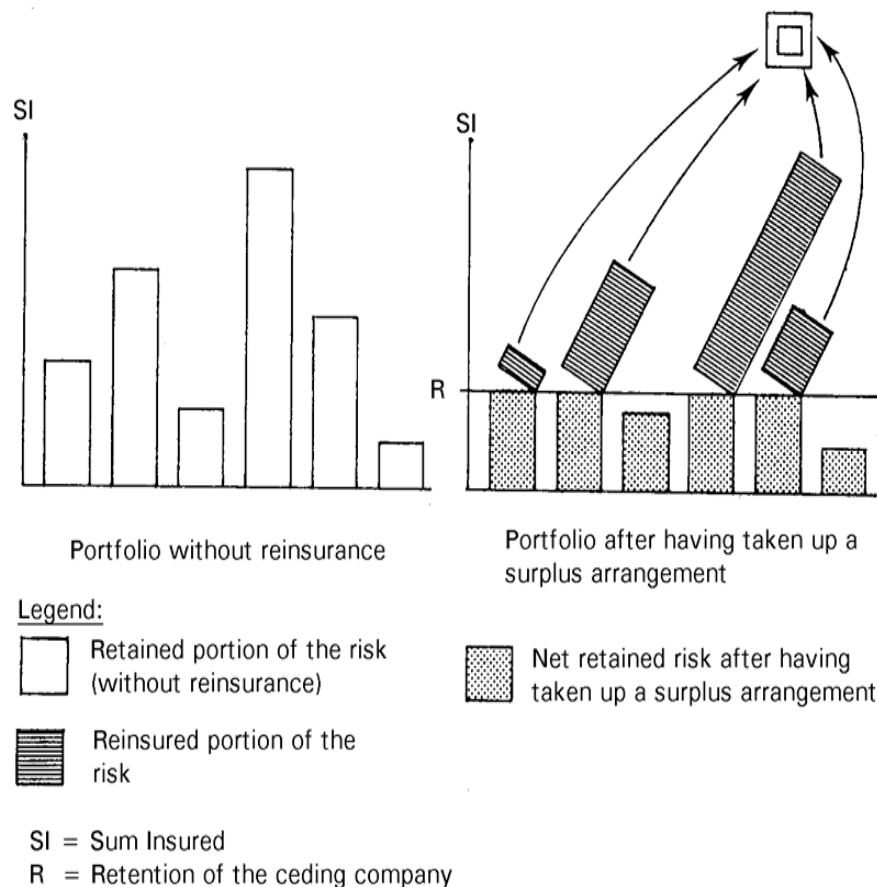 SI
SI
R
Portfolio without reinsurance
Portfolio after having taken up a
surplus arrangement
Legend:
Retained portion of the risk
(without reinsurance)
Net retained risk after having
taken up a surplus arrangement
Reinsured portion of the
risk
SI = Sum Insured
R = Retention of the ceding company